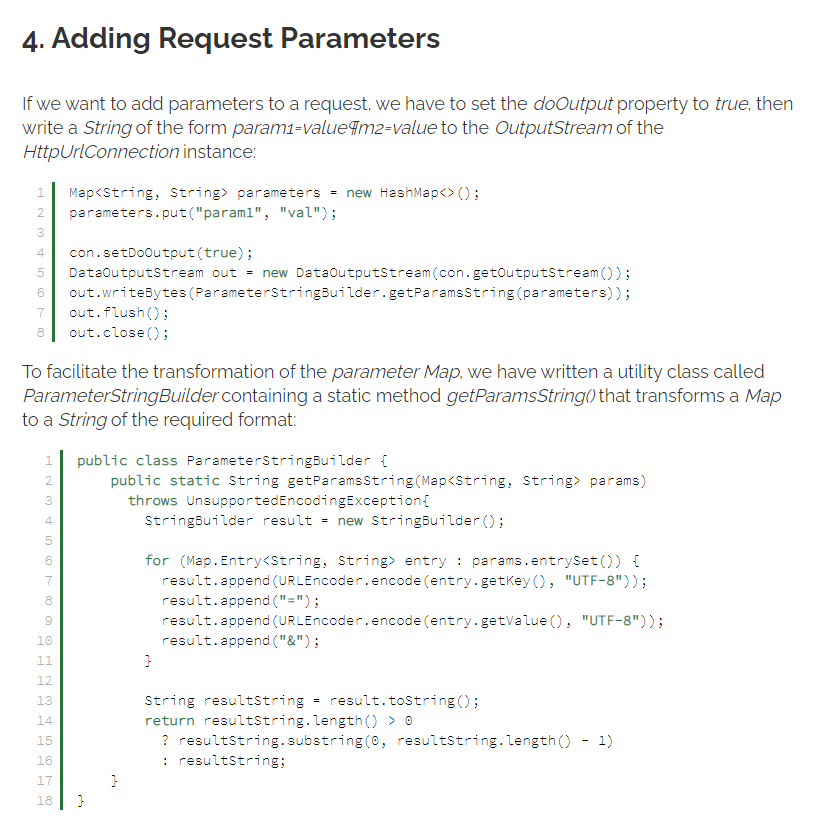 4. Adding Request Parameters
If we want to add parameters to a request, we have to set the doOutput property to true, then
write a String of the form param1=value¶m2=value to the OutputStream of the
HttpUrlConnection instance:
1 Map<String, String> parameters = new HashMap<>();
2 parameters.put("param1", "val");
3
4 con.setDoOutput(true);
5 DataOutputStream out = new DataOutputStream(con.getOutputStream());
6 out.writeBytes(ParameterStringBuilder.getParamsString(parameters));
7 out.flush();
8 out.close();
To facilitate the transformation of the parameter Map, we have written a utility class called
ParameterStringBuilder containing a static method getParamsString() that transforms a Map
to a String of the required format:
1 public class ParameterStringBuilder {
2     public static String getParamsString(Map<String, String> params)
3       throws UnsupportedEncodingException{
4         StringBuilder result = new StringBuilder();
5
6         for (Map.Entry<String, String> entry : params.entrySet()) {
7           result.append(URLEncoder.encode(entry.getKey(), "UTF-8"));
8           result.append("=");
9           result.append(URLEncoder.encode(entry.getValue(), "UTF-8"));
10           result.append("&");
11         }
12
13         String resultString = result.toString();
14         return resultString.length() > 0
15           ? resultString.substring(0, resultString.length() - 1)
16           : resultString;
17     }
18 }